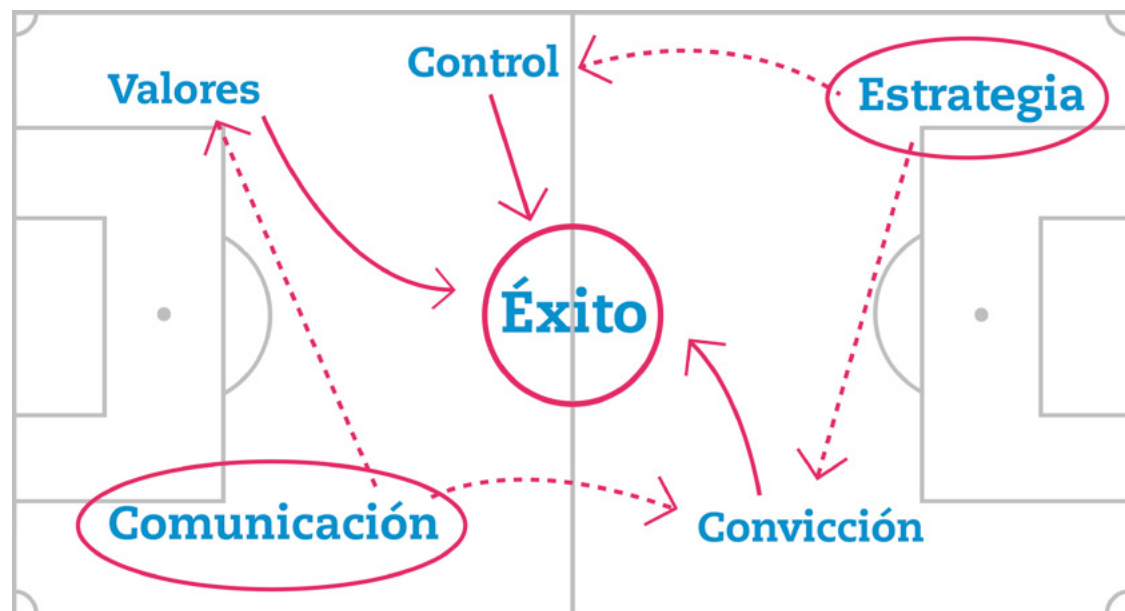 Control
Valores
Estrategia
Éxito
Comunicación
Convicción